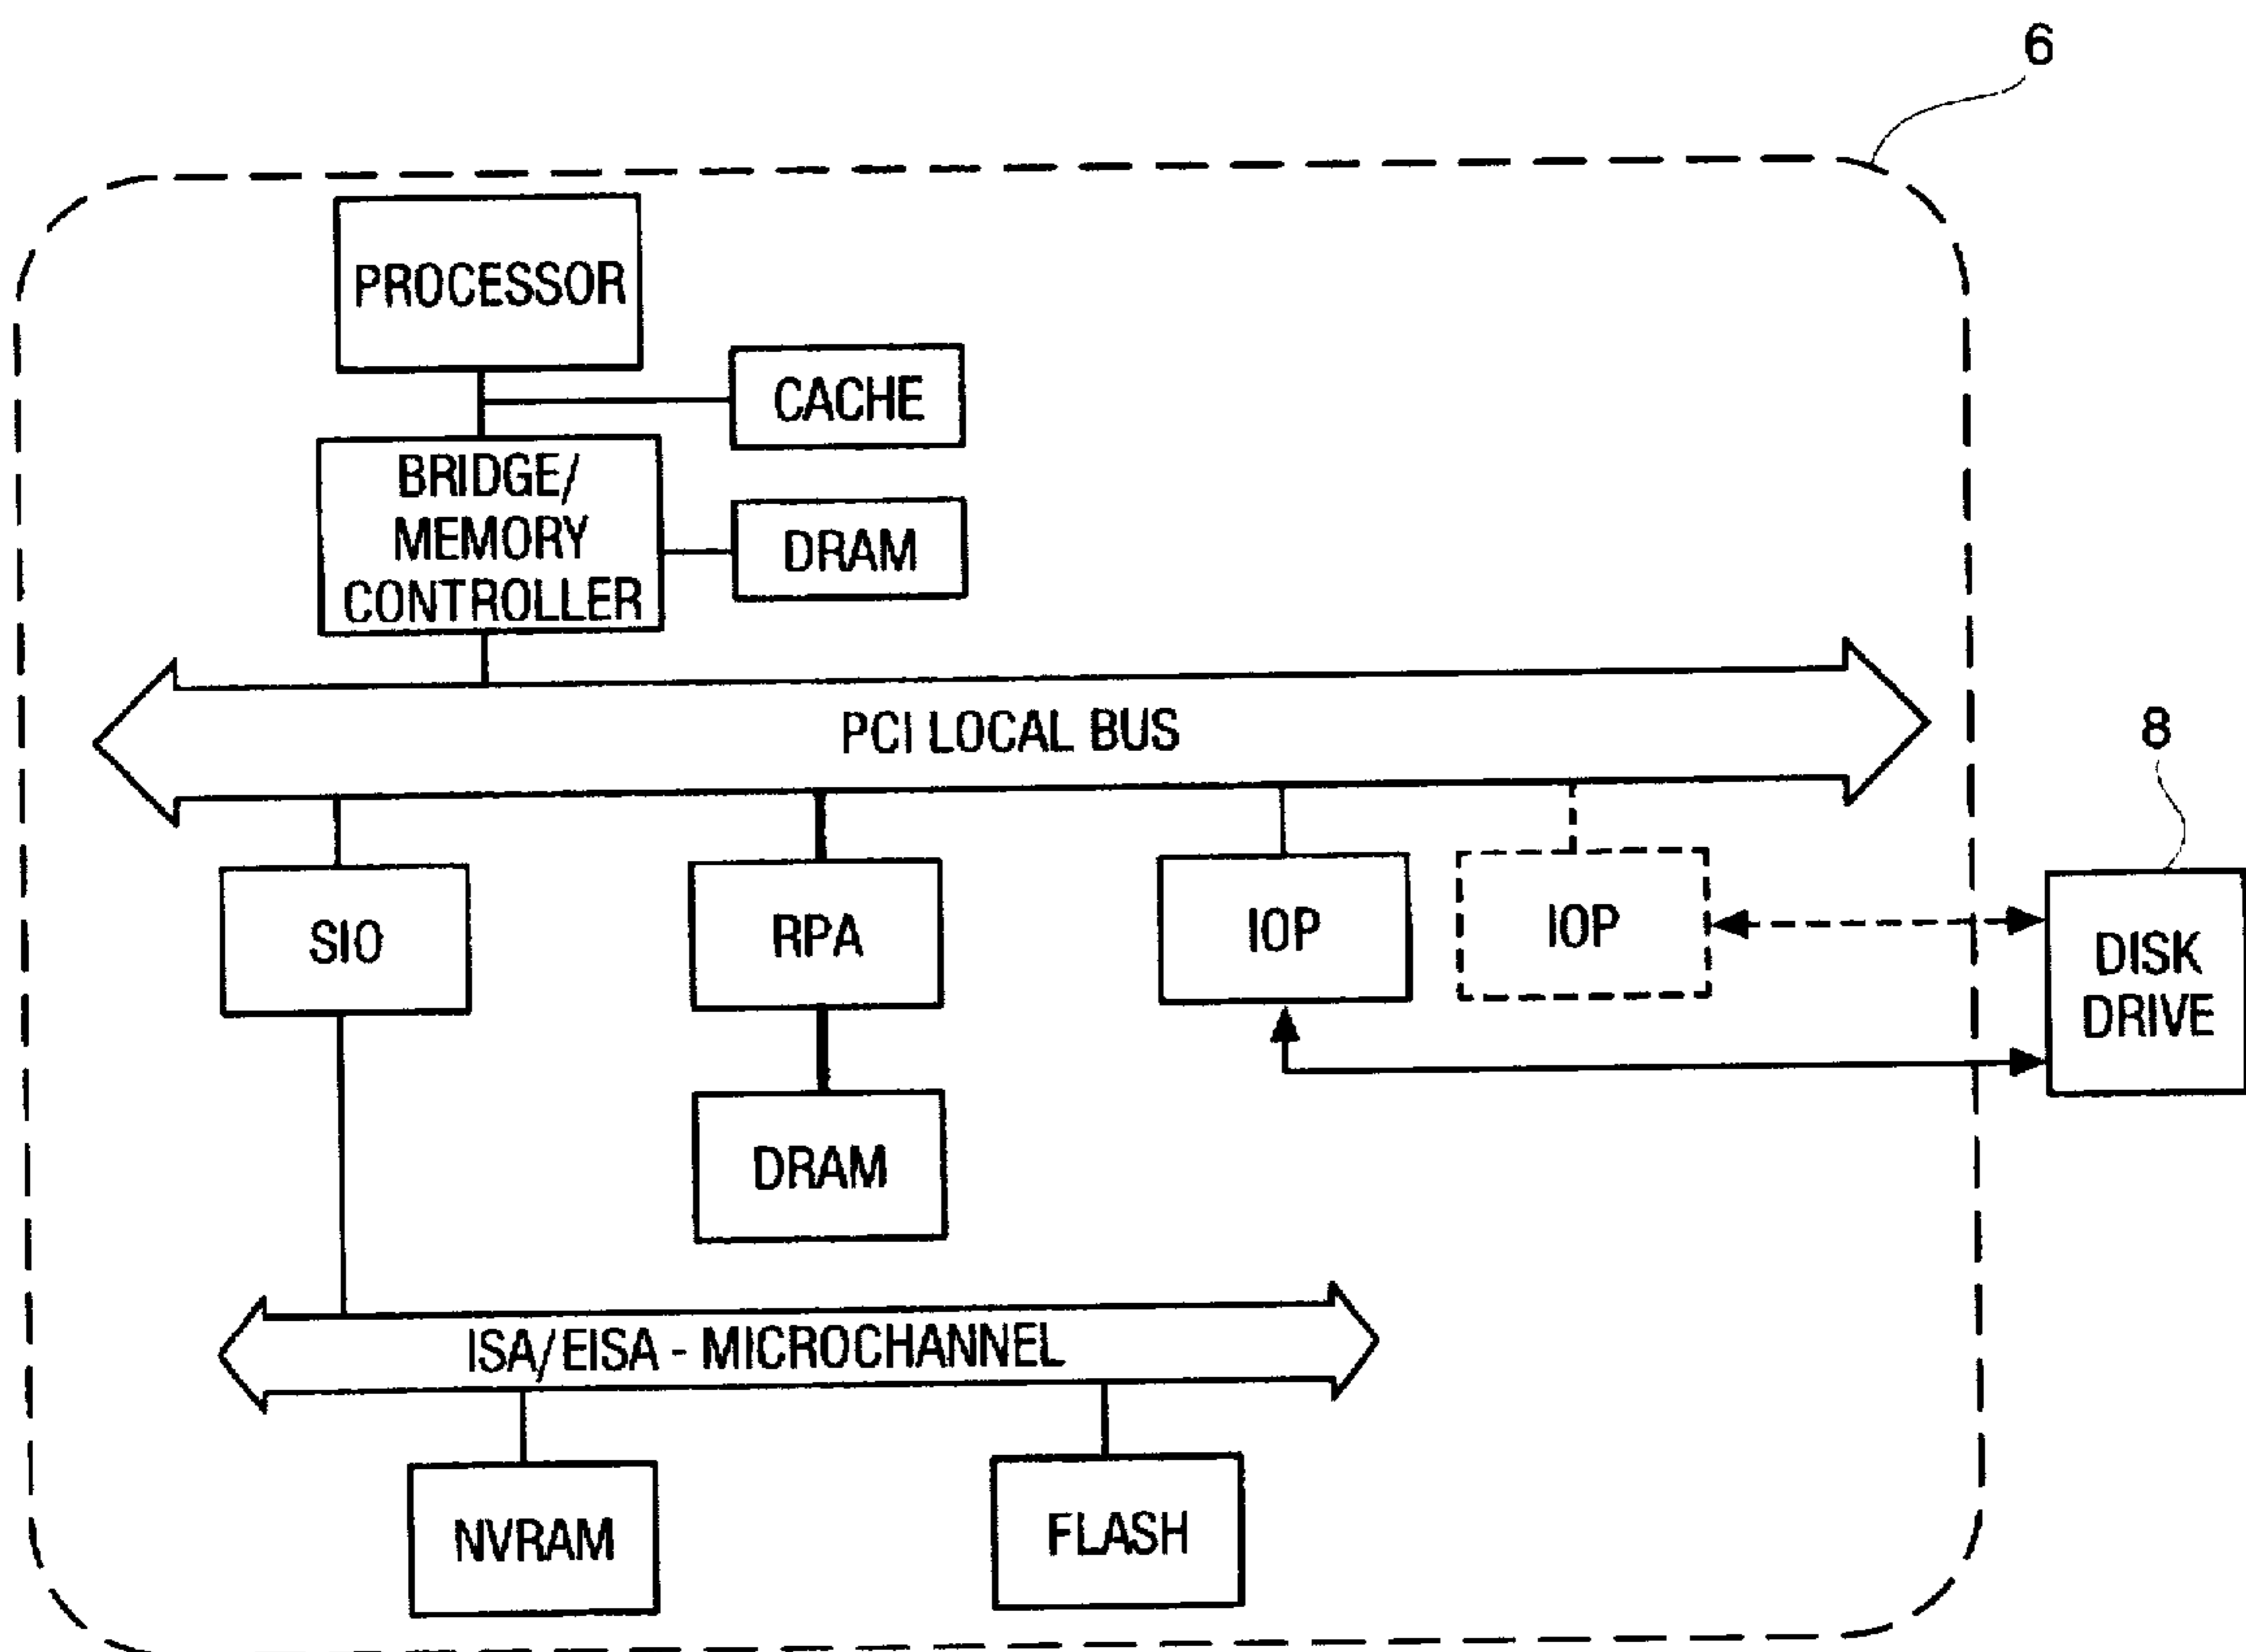 6
PROCESSOR
CACHE
BRIDGE/
MEMORY
CONTROLLER
DRAM
PCI LOCAL BUS
8
SIO
RPA
IOP
IOP
DISK
DRIVE
DRAM
ISA/EISA - MICROCHANNEL
NVRAM
FLASH